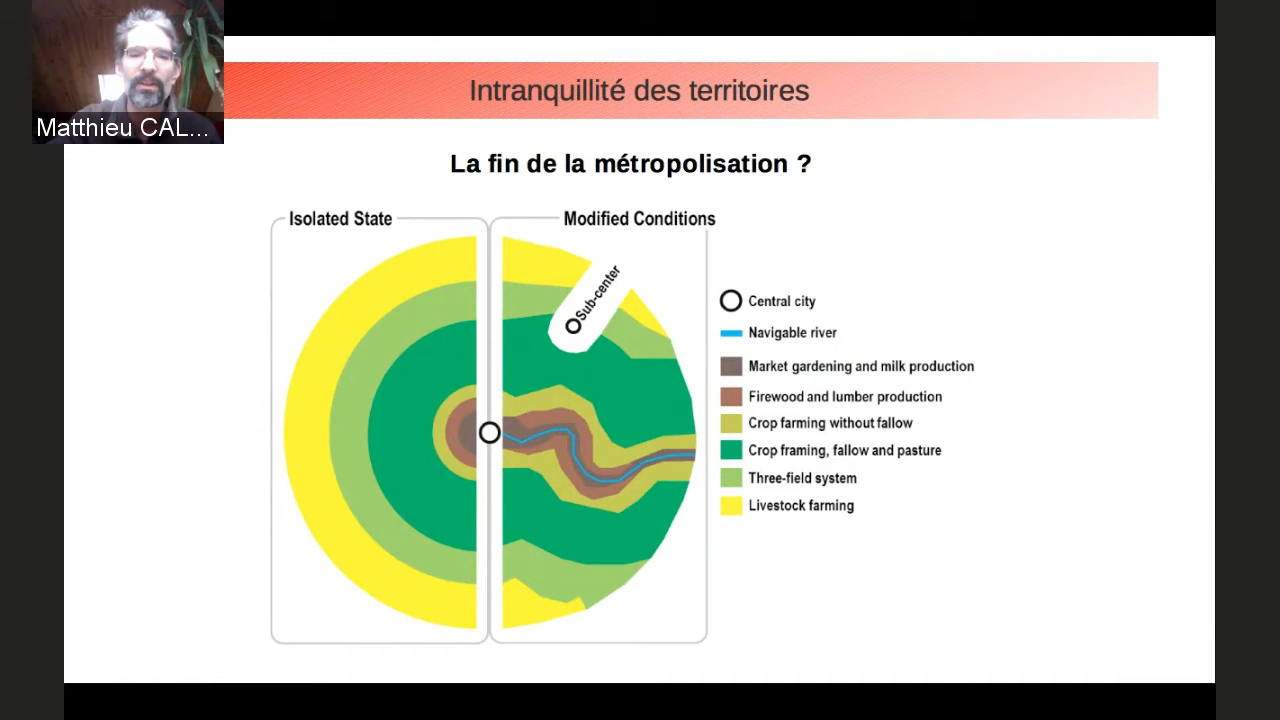 Matthieu CAL...
Intranquillité des territoires
La fin de la métropolisation ?
Isolated State
Modified Conditions
Sub-center
Central city
Navigable river
Market gardening and milk production
Firewood and lumber production
Crop farming without fallow
Crop framing, fallow and pasture
Three-field system
Livestock farming